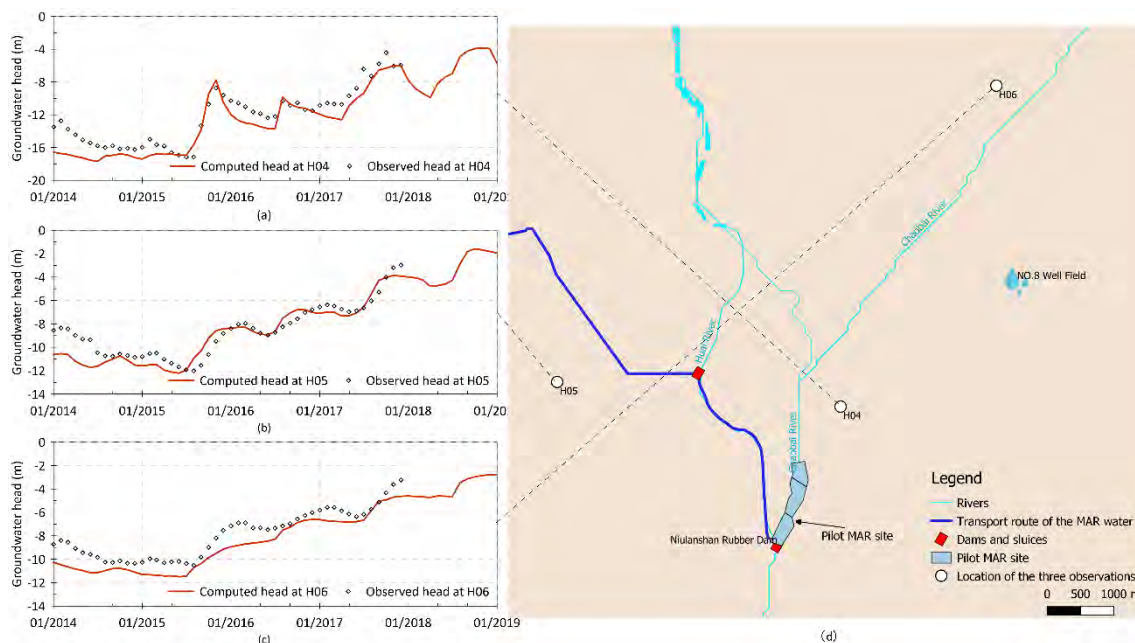 0
-4
-8
-12
-16
-20
Groundwater head (m)
Computed head at H04
Observed head at H04
01/2014
01/2015
01/2016
01/2017
01/2018
01/201
(a)
0
-2
-4
-6
-8
-10
-12
-14
Groundwater head (m)
Computed head at H05
Observed head at H05
01/2014
01/2015
01/2016
01/2017
01/2018
01/201
(b)
0
-2
-4
-6
-8
-10
-12
-14
Groundwater head (m)
Computed head at H06
Observed head at H06
01/2014
01/2015
01/2016
01/2017
01/2018
01/2019
(c)
H06
Chaobai River
NO.8 Well Field
Huai River
H05
H04
Chaobai River
Niulanshan Rubber Dam
Pilot MAR site
Legend
Rivers
Transport route of the MAR water
Dams and sluices
Pilot MAR site
Location of the three observations
0 500 1000 m
(d)